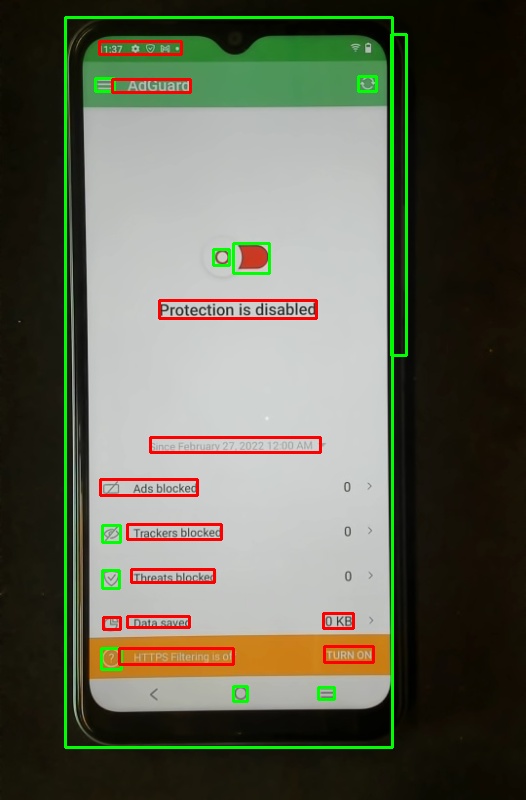 11:37
AdGuard
Protection is disabled
Since February 27, 2022 12:00 AM
Ads blocked 0
Trackers blocked 0
Threats blocked 0
Data saved 0 KB
HTTPS Filtering is of TURN ON